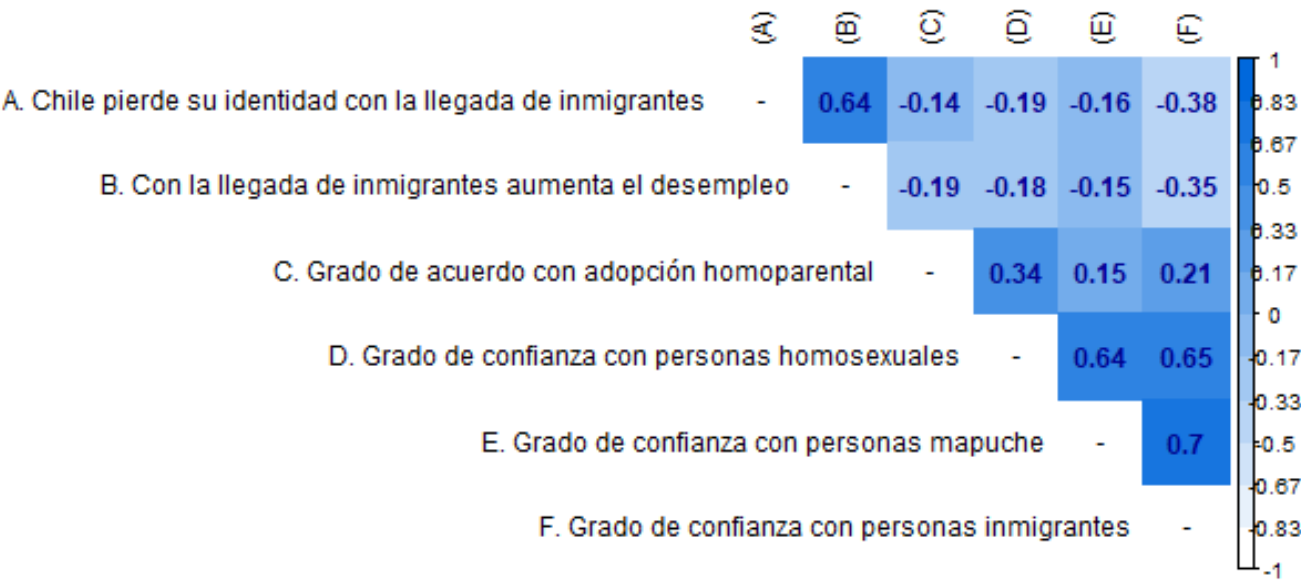 (A) (B) (C) (D) (E) (F)
A. Chile pierde su identidad con la llegada de inmigrantes - 0.64 -0.14 -0.19 -0.16 -0.38
B. Con la llegada de inmigrantes aumenta el desempleo - -0.19 -0.18 -0.15 -0.35
C. Grado de acuerdo con adopción homoparental - 0.34 0.15 0.21
D. Grado de confianza con personas homosexuales - 0.64 0.65
E. Grado de confianza con personas mapuche - 0.7
F. Grado de confianza con personas inmigrantes -
1
0.83
0.67
0.5
0.33
0.17
0
-0.17
-0.33
-0.5
-0.67
-0.83
-1